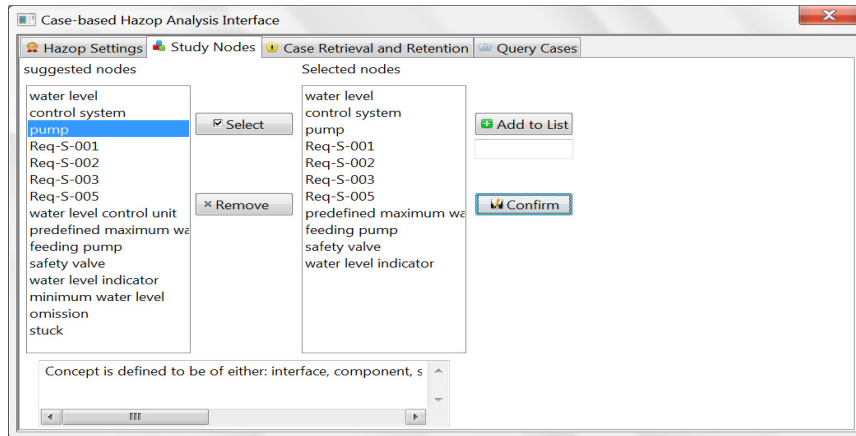 Case-based Hazop Analysis Interface
Hazop Settings Study Nodes Case Retrieval and Retention Query Cases
suggested nodes
water level
control system
pump
Req-S-001
Req-S-002
Req-S-003
Req-S-005
water level control unit
predefined maximum wa
feeding pump
safety valve
water level indicator
minimum water level
omission
stuck
Select
Remove
Selected nodes
water level
control system
pump
Req-S-001
Req-S-002
Req-S-003
Req-S-005
predefined maximum wa
feeding pump
safety valve
water level indicator
Add to List
Confirm
Concept is defined to be of either: interface, component, s